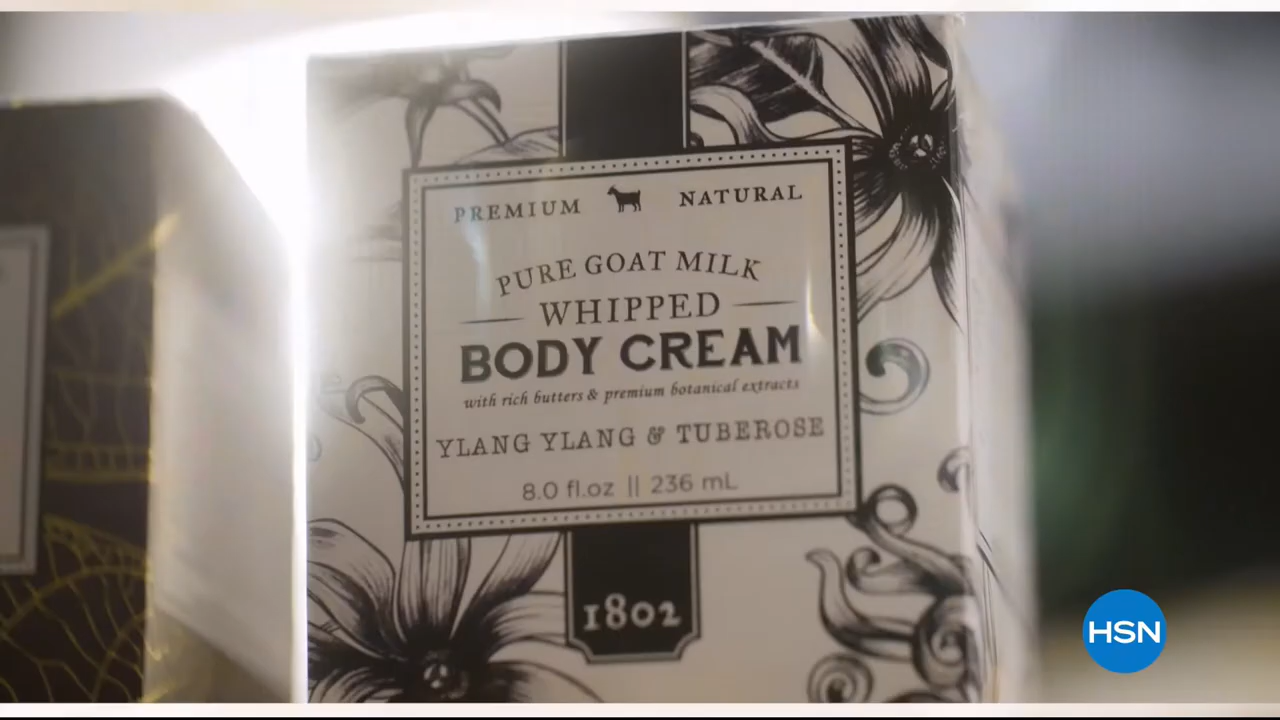 PREMIUM NATURAL
PURE GOAT MILK
WHIPPED
BODY CREAM
with rich butters & premium botanical extracts
YLANG YLANG & TUBEROSE
8.0 fl.oz || 236 mL
1802
HSN